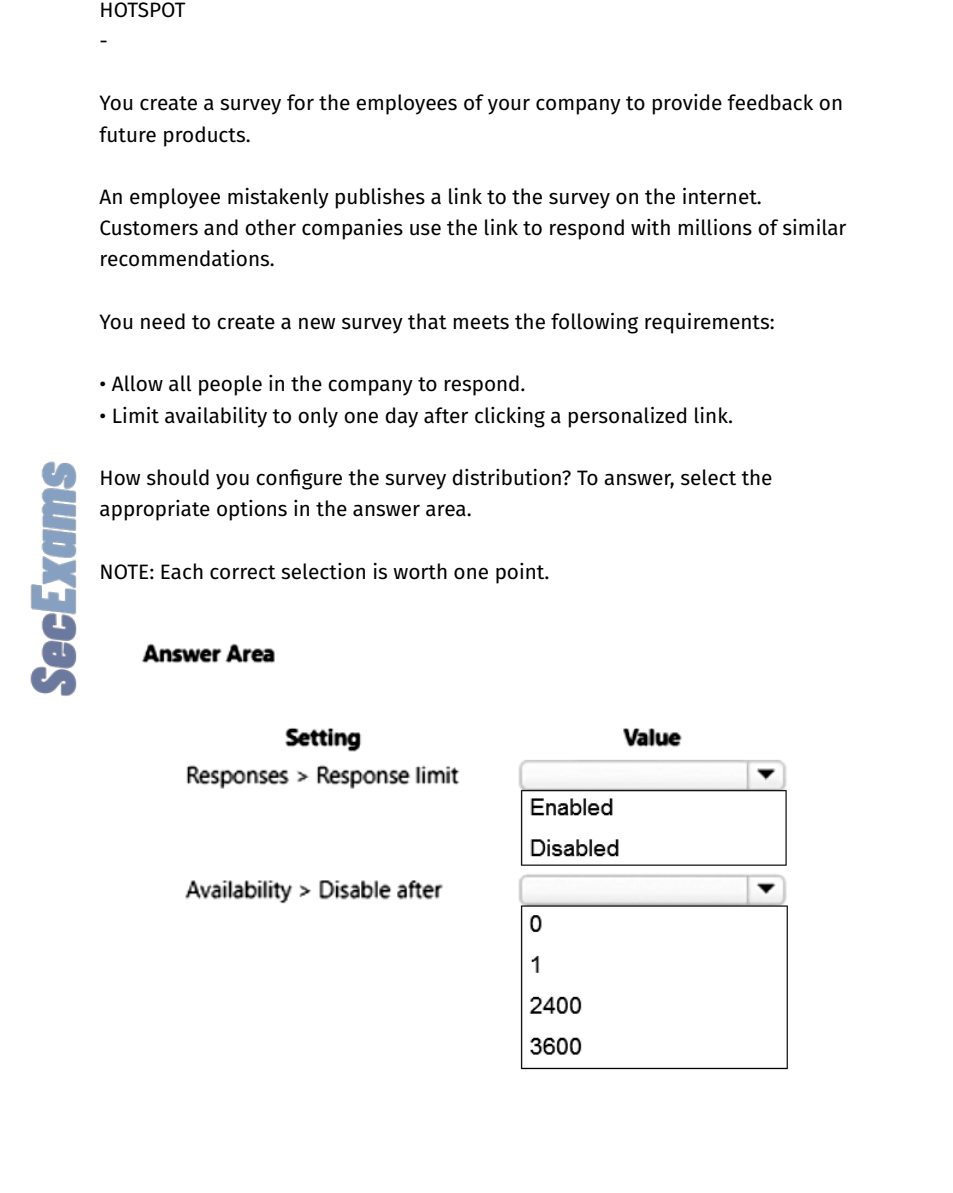 HOTSPOT
-
You create a survey for the employees of your company to provide feedback on
future products.
An employee mistakenly publishes a link to the survey on the internet.
Customers and other companies use the link to respond with millions of similar
recommendations.
You need to create a new survey that meets the following requirements:
• Allow all people in the company to respond.
• Limit availability to only one day after clicking a personalized link.
How should you configure the survey distribution? To answer, select the
appropriate options in the answer area.
NOTE: Each correct selection is worth one point.
SecExams
Answer Area
Setting Value
Responses > Response limit
Enabled
Disabled
Availability > Disable after
0
1
2400
3600